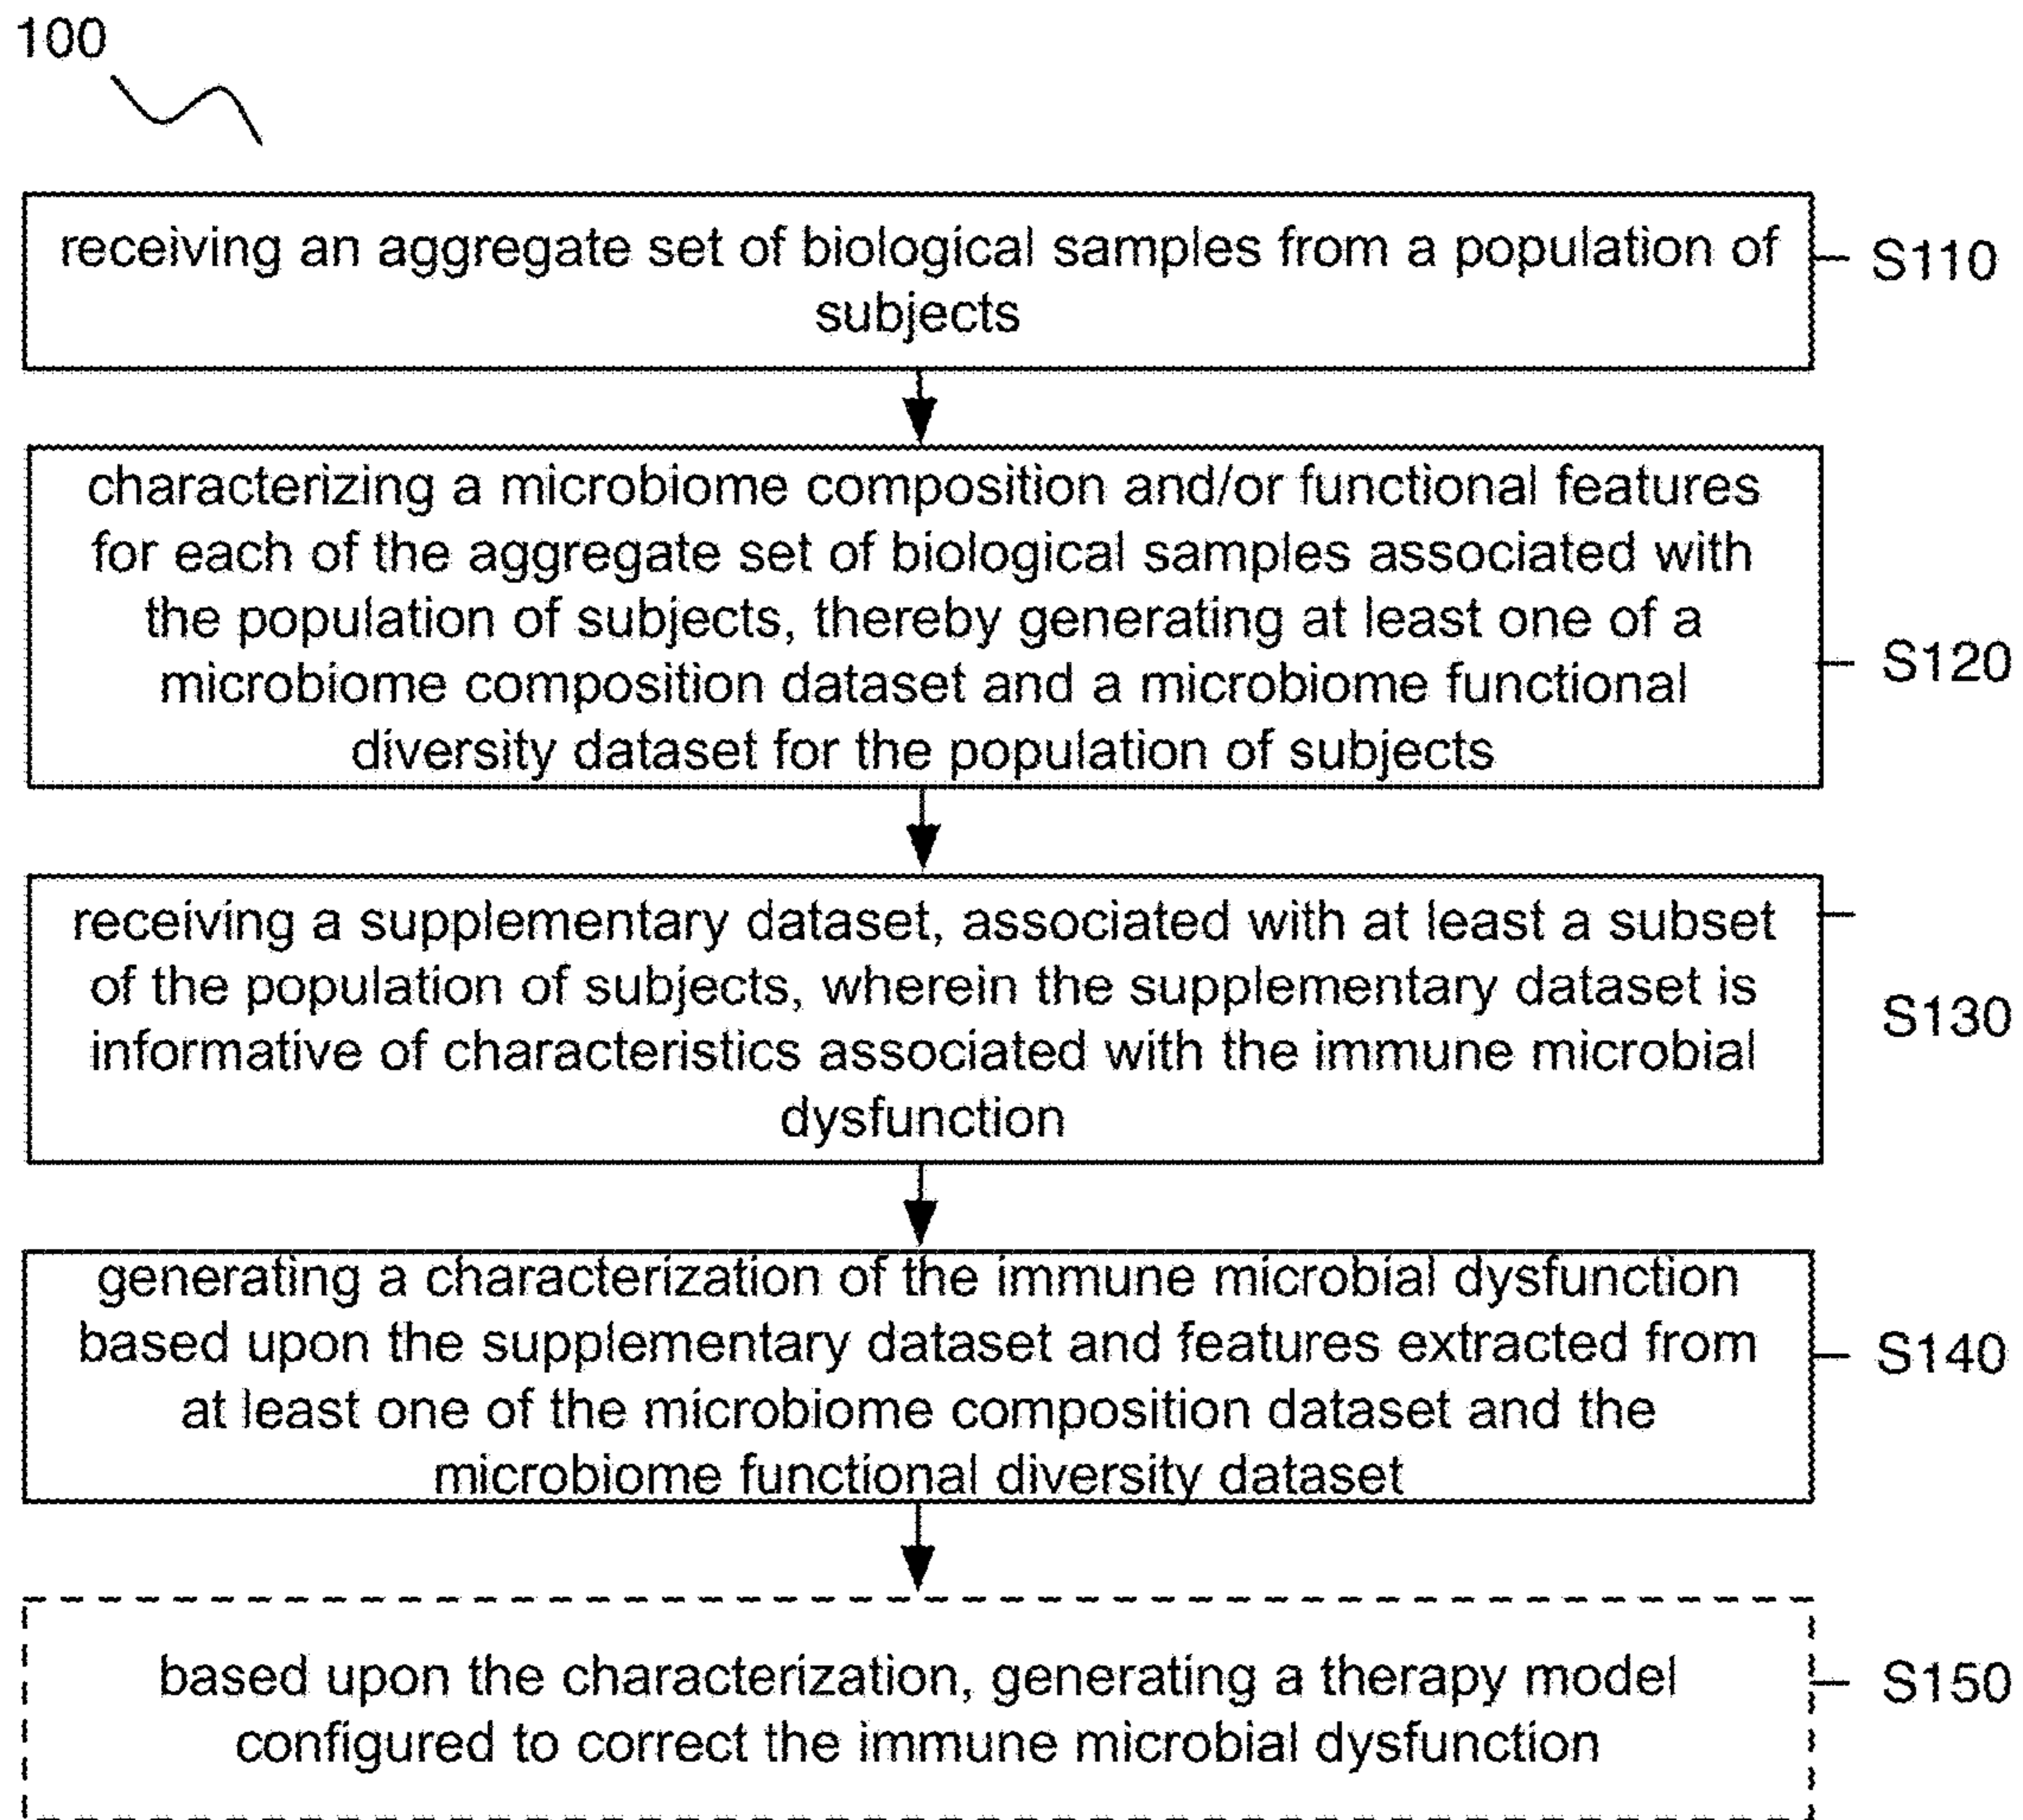 100
receiving an aggregate set of biological samples from a population of
subjects
S110
characterizing a microbiome composition and/or functional features
for each of the aggregate set of biological samples associated with
the population of subjects, thereby generating at least one of a
microbiome composition dataset and a microbiome functional
diversity dataset for the population of subjects
S120
receiving a supplementary dataset, associated with at least a subset
of the population of subjects, wherein the supplementary dataset is
informative of characteristics associated with the immune microbial
dysfunction
S130
generating a characterization of the immune microbial dysfunction
based upon the supplementary dataset and features extracted from
at least one of the microbiome composition dataset and the
microbiome functional diversity dataset
S140
based upon the characterization, generating a therapy model
configured to correct the immune microbial dysfunction
S150